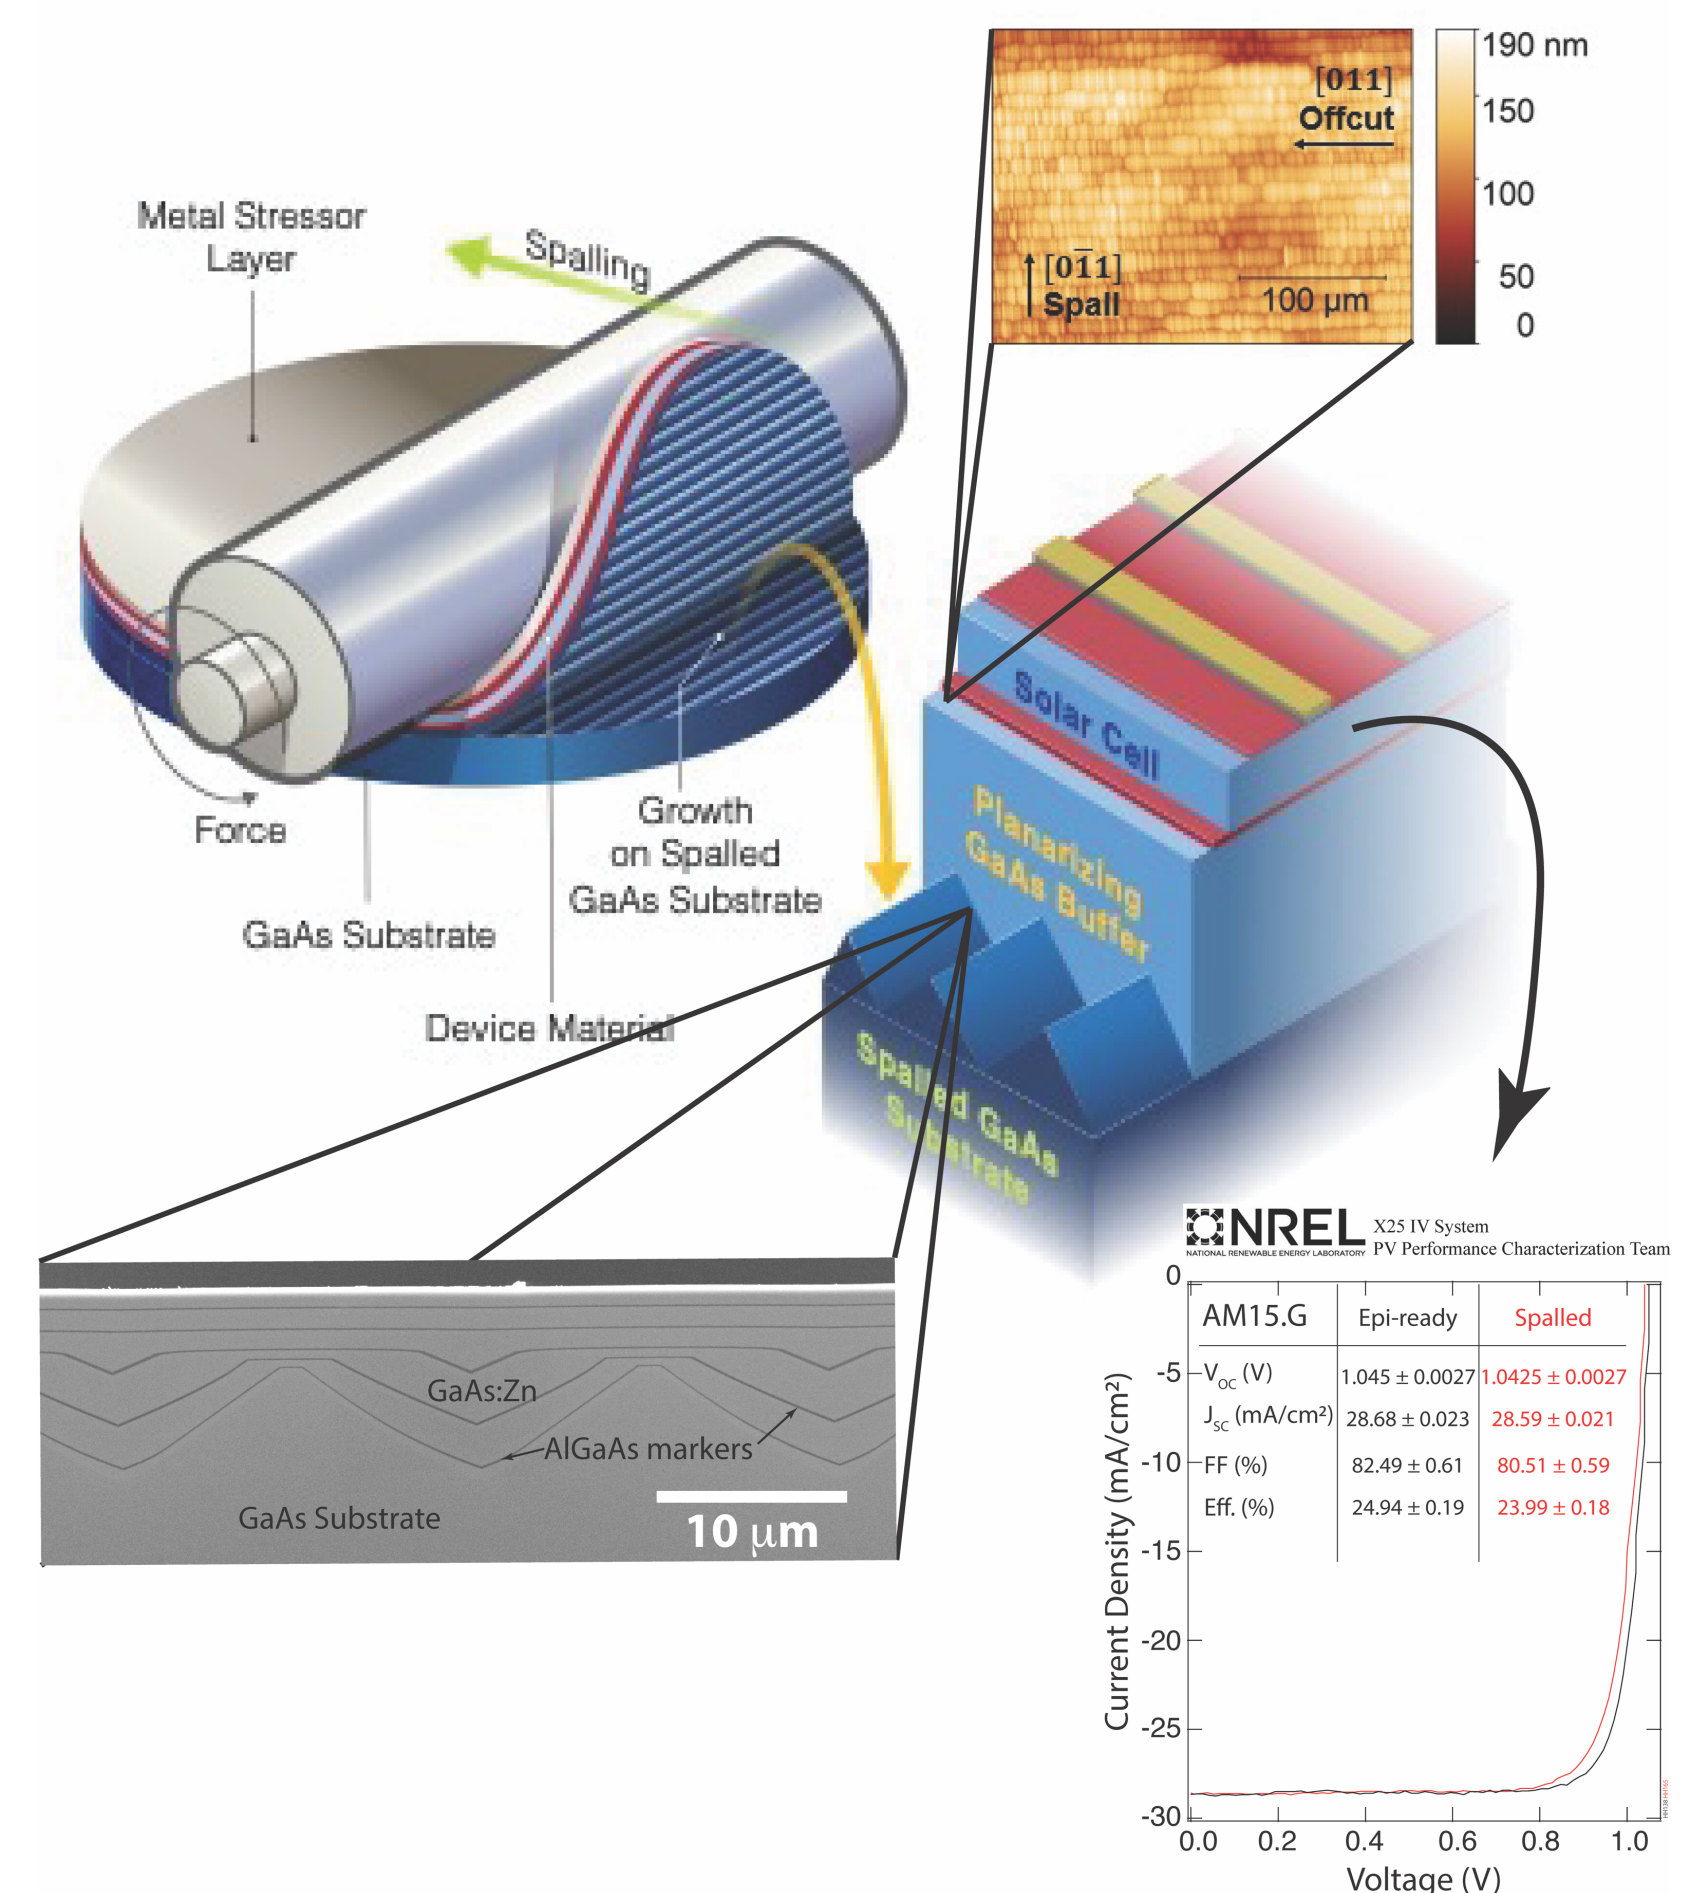 Metal Stressor
Layer
Spalling
Force
GaAs Substrate
Growth
on Spalled
GaAs Substrate
Device Material
[011]
Offcut
[01̅1]
Spall
100 µm
190 nm
150
100
50
0
Solar Cell
Planarizing
GaAs Buffer
Spalled GaAs
Substrate
GaAs:Zn
AlGaAs markers
GaAs Substrate
10 µm
NREL
NATIONAL RENEWABLE ENERGY LABORATORY
X25 IV System
PV Performance Characterization Team
AM15.G Epi-ready Spalled
VOC (V) 1.045 ± 0.0027 1.0425 ± 0.0027
JSC (mA/cm²) 28.68 ± 0.023 28.59 ± 0.021
FF (%) 82.49 ± 0.61 80.51 ± 0.59
Eff. (%) 24.94 ± 0.19 23.99 ± 0.18
0
-5
-10
-15
-20
-25
-30
Current Density (mA/cm²)
0.0 0.2 0.4 0.6 0.8 1.0
Voltage (V)